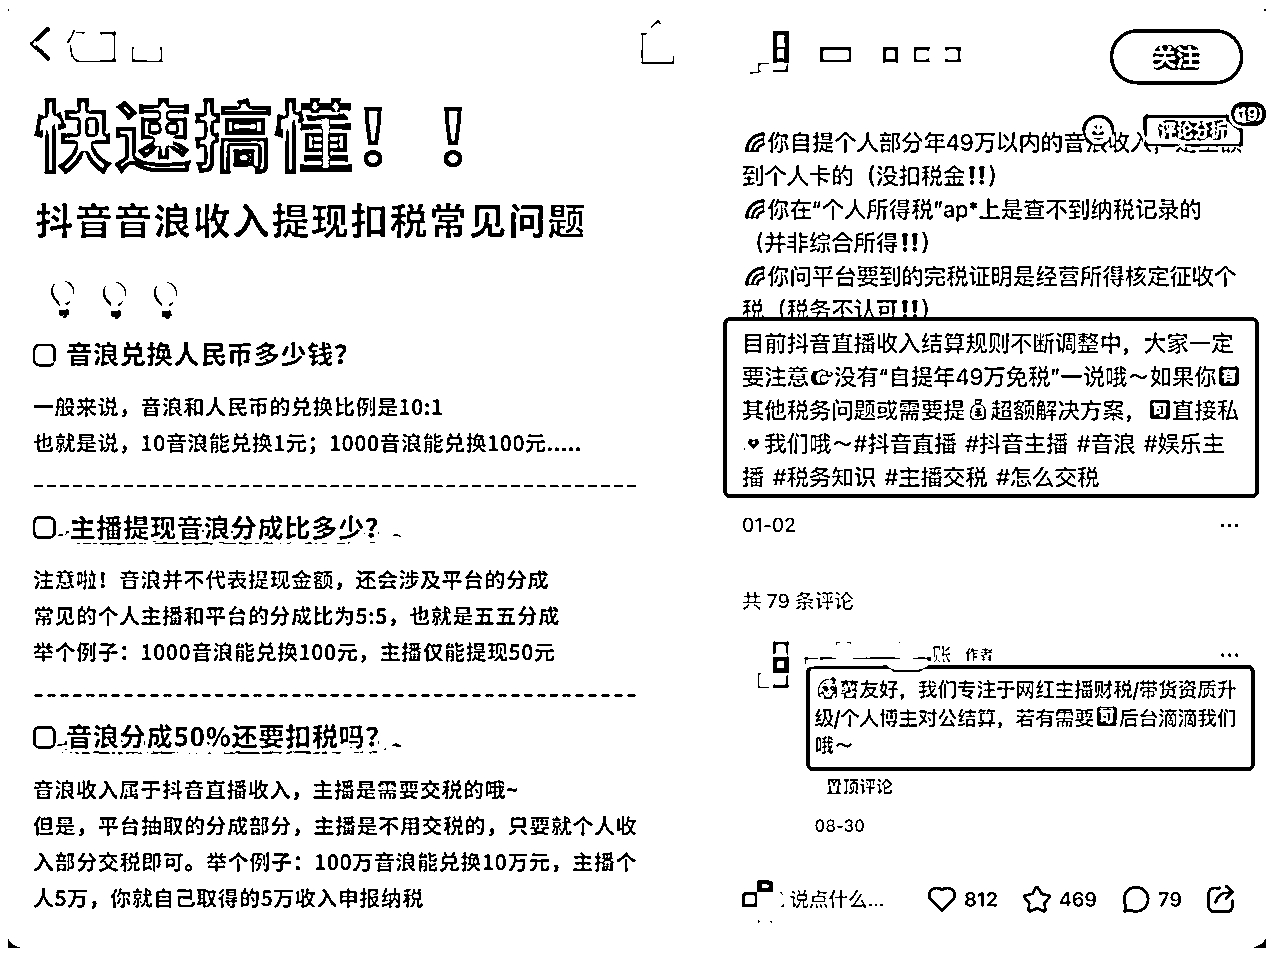 快速搞懂！！
抖音音浪收入提现扣税常见问题
音浪兑换人民币多少钱?
一般来说，音浪和人民币的兑换比例是10:1
也就是说，10音浪能兑换1元；1000音浪能兑换100元.....
主播提现音浪分成比多少?
注意啦！音浪并不代表提现金额，还会涉及平台的分成
常见的个人主播和平台的分成比为5:5，也就是五五分成
举个例子：1000音浪能兑换100元，主播仅能提现50元
音浪分成50%还要扣税吗?
音浪收入属于抖音直播收入，主播是需要交税的哦~
但是，平台抽取的分成部分，主播是不用交税的，只要就个人收
入部分交税即可。举个例子：100万音浪能兑换10万元，主播个
人5万，你就自己取得的5万收入申报纳税
关注
评论分析
19
你自提个人部分年49万以内的音浪收入，
到个人卡的（没扣税金!!）
你在“个人所得税”ap*上是查不到纳税记录的
（并非综合所得!!）
你问平台要到的完税证明是经营所得核定征收个
税（税务不认可!!）
目前抖音直播收入结算规则不断调整中，大家一定
要注意👉没有“自提年49万免税”一说哦～如果你🈶
其他税务问题或需要提💰超额解决方案，🉑直接私
我们哦～#抖音直播 #抖音主播 #音浪 #娱乐主
播 #税务知识 #主播交税 #怎么交税
01-02
...
共 79 条评论
账 作者
...
友好，我们专注于网红主播财税/带货资质升
级/个人博主对公结算，若有需要🉑后台滴滴我们
哦～
置顶评论
08-30
说点什么...
812
469
79